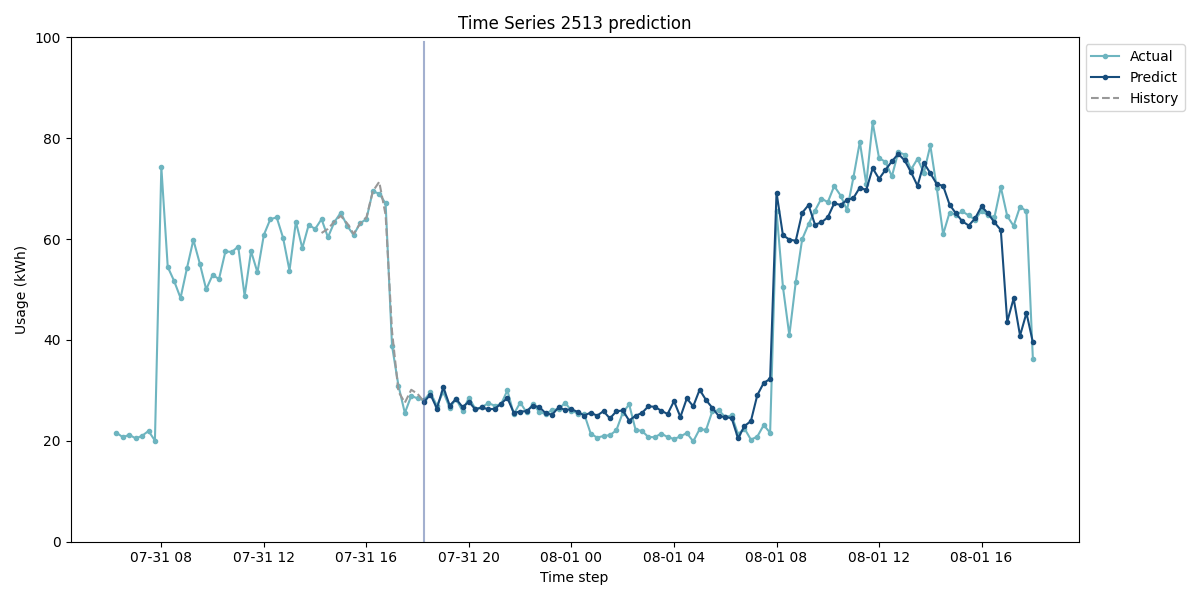 Time Series 2513 prediction
Usage (kWh)
100
80
60
40
20
0
07-31 08
07-31 12
07-31 16
07-31 20
08-01 00
08-01 04
08-01 08
08-01 12
08-01 16
Time step
Actual
Predict
History